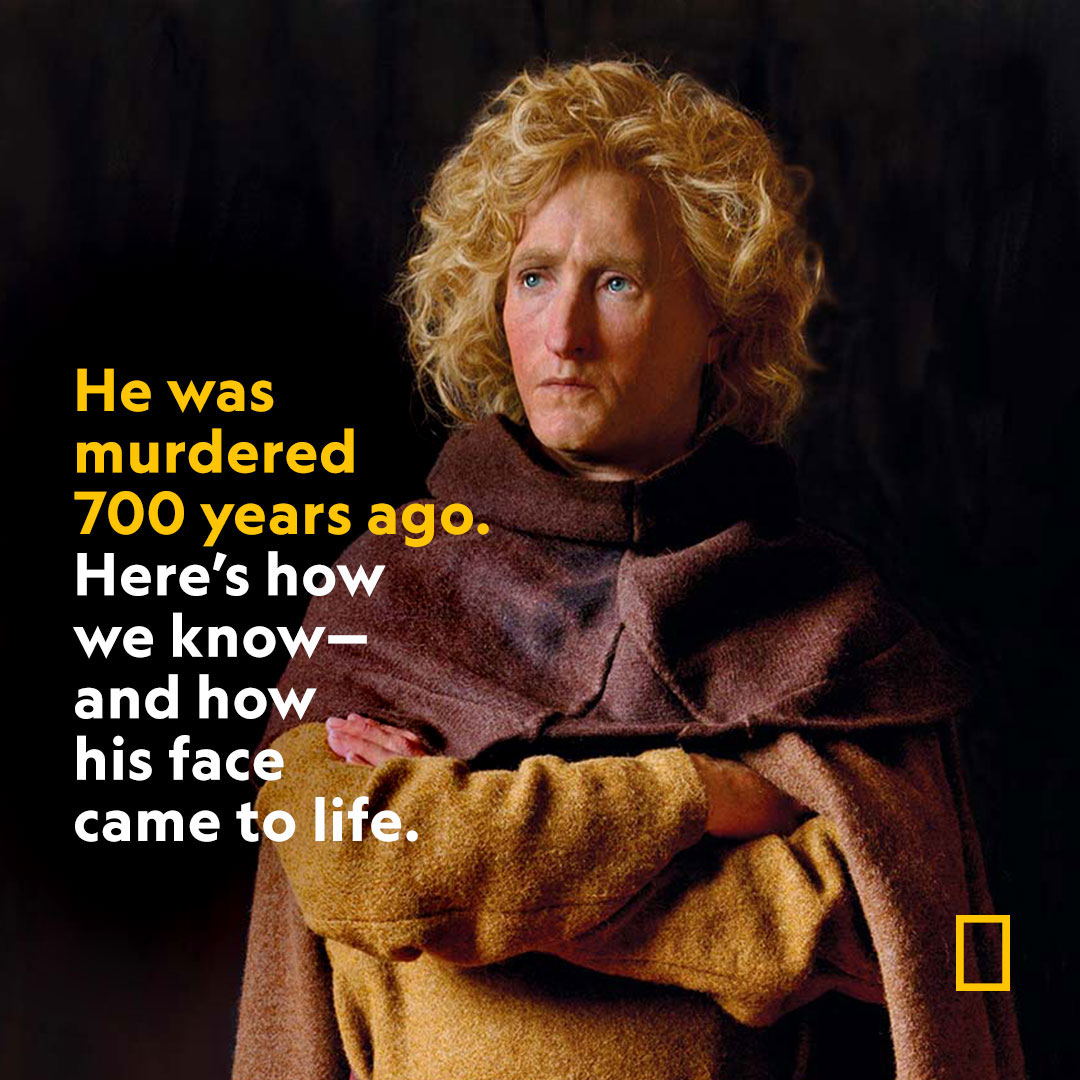 He was
murdered
700 years ago.
Here’s how
we know—
and how
his face
came to life.